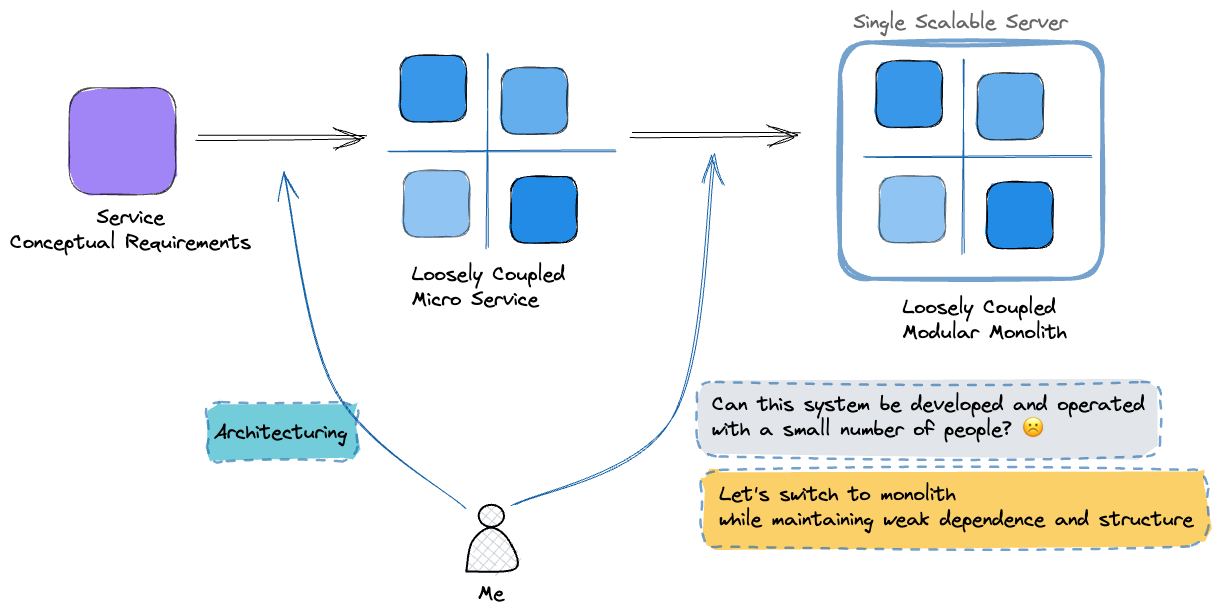 Single Scalable Server
Service
Conceptual Requirements
Loosely Coupled
Micro Service
Loosely Coupled
Modular Monolith
Architecturing
Can this system be developed and operated
with a small number of people? ☹️
Let's switch to monolith
while maintaining weak dependence and structure
Me